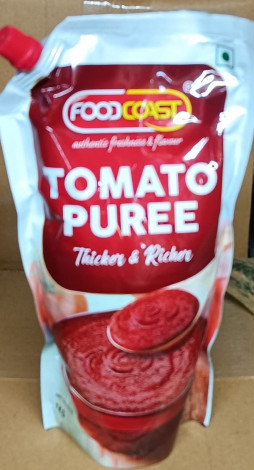 FOODCOAST
authentic freshness & flavour
TOMATO
PUREE
Thicker & Richer